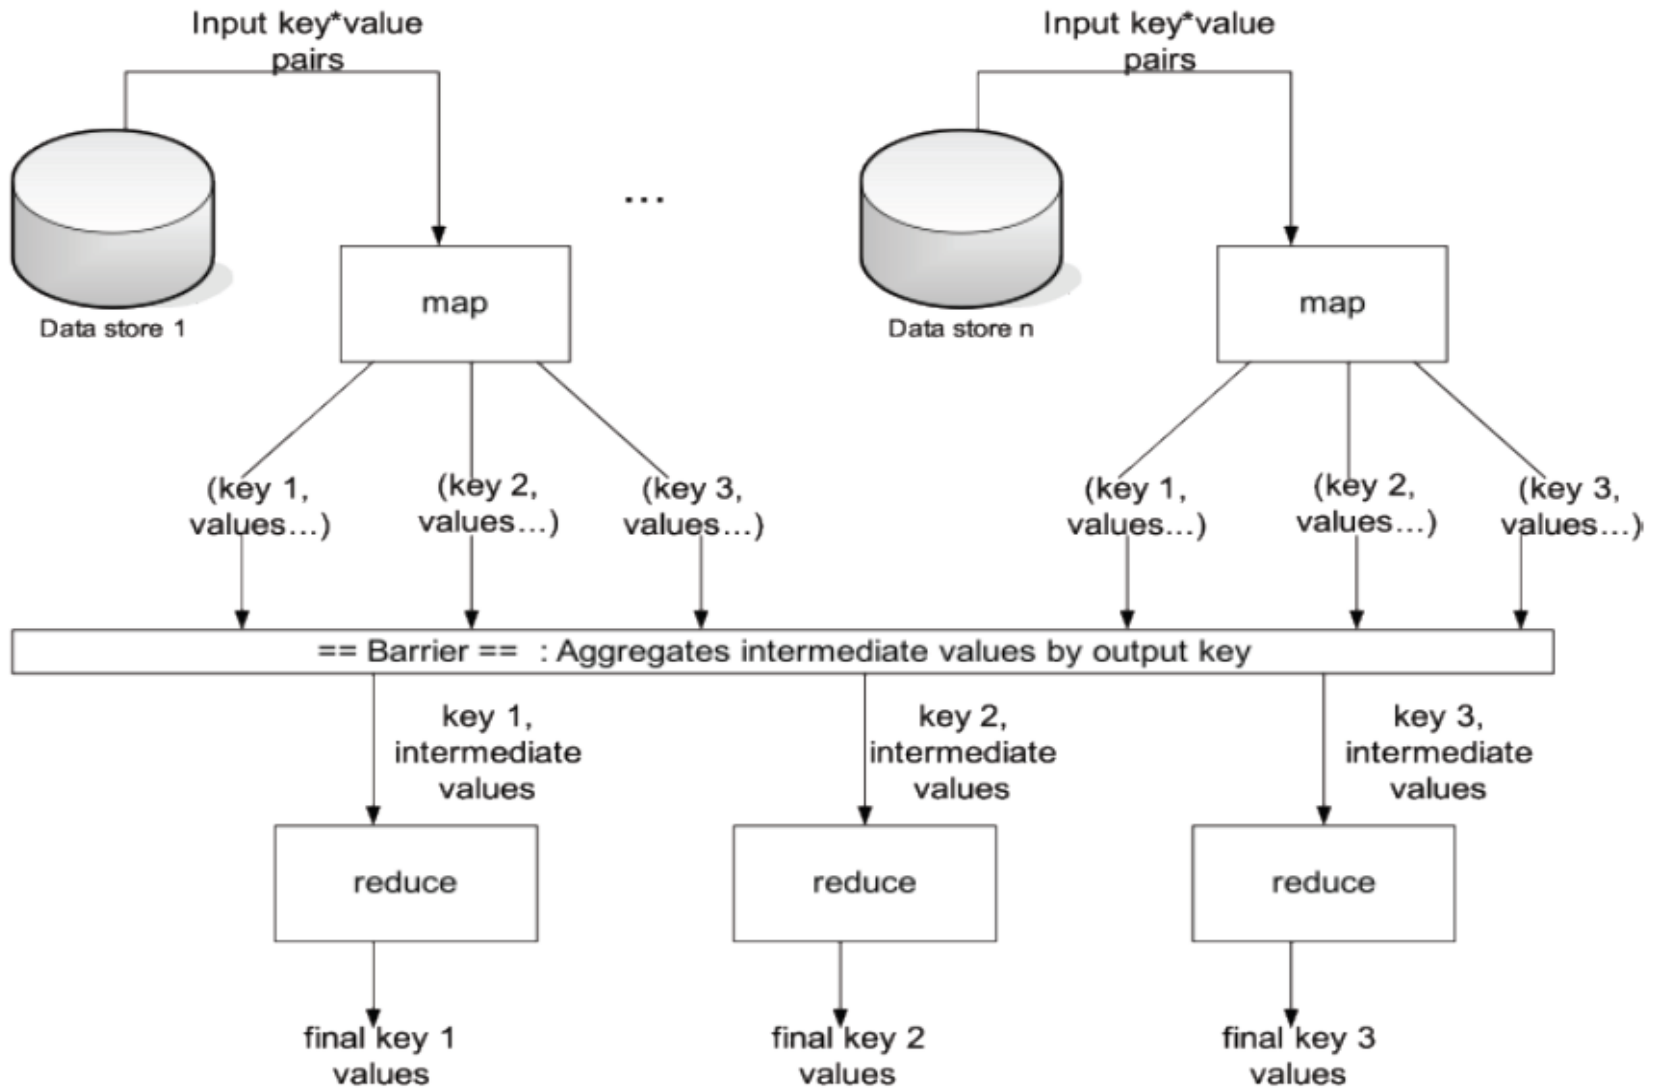 Input key*value
pairs
Input key*value
pairs
...
Data store 1
map
Data store n
map
(key 1,
values...)
(key 2,
values...)
(key 3,
values...)
(key 1,
values...)
(key 2,
values...)
(key 3,
values...)
== Barrier == : Aggregates intermediate values by output key
key 1,
intermediate
values
key 2,
intermediate
values
key 3,
intermediate
values
reduce
reduce
reduce
final key 1
values
final key 2
values
final key 3
values